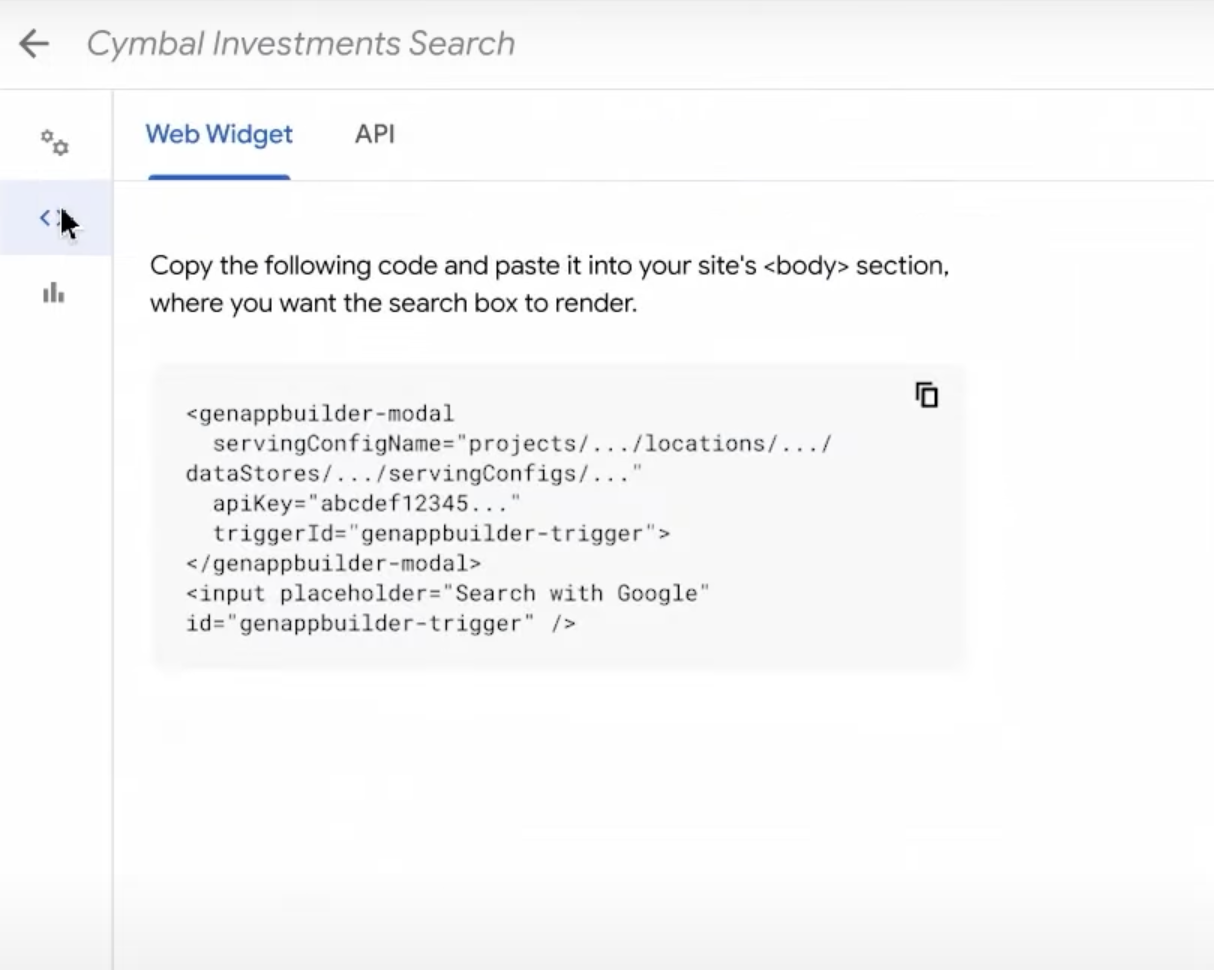 Cymbal Investments Search
Web Widget
API
Copy the following code and paste it into your site's <body> section,
where you want the search box to render.
<genappbuilder-modal
  servingConfigName="projects/.../locations/.../
dataStores/.../servingConfigs/..."
  apiKey="abcdef12345..."
  triggerId="genappbuilder-trigger">
</genappbuilder-modal>
<input placeholder="Search with Google"
id="genappbuilder-trigger" />